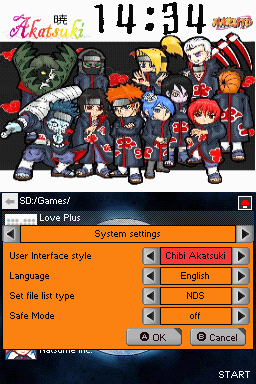 暁
Akatsuki
14:34
NARUTO
SD:/Games/
Love Plus
System settings
User Interface style
Chibi Akatsuki
Language
English
Set file list type
NDS
Safe Mode
off
A OK
B Cancel
Natsume Inc.
START